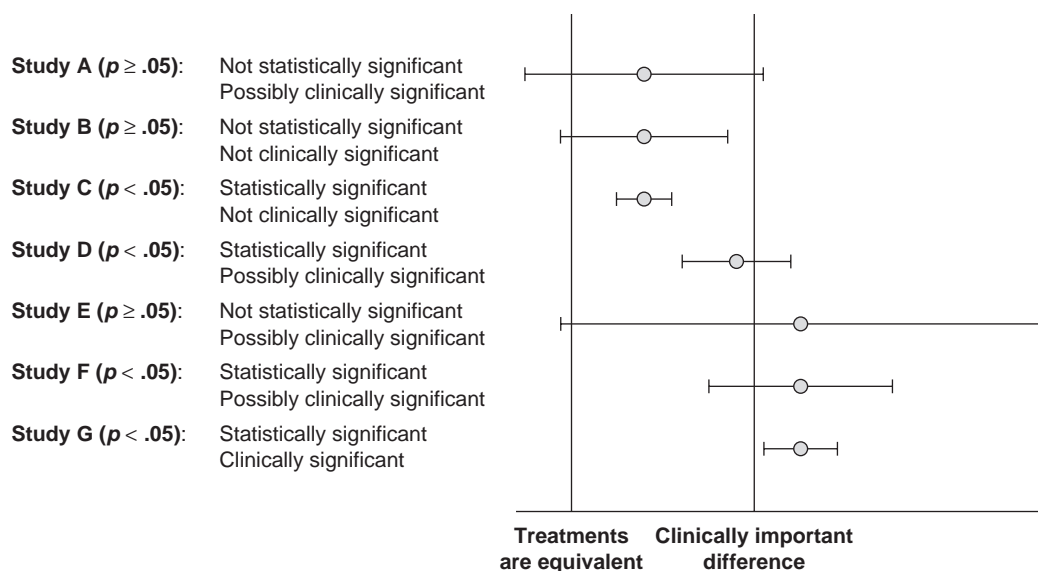 Study A (p ≥ .05): Not statistically significant
Possibly clinically significant
Study B (p ≥ .05): Not statistically significant
Not clinically significant
Study C (p < .05): Statistically significant
Not clinically significant
Study D (p < .05): Statistically significant
Possibly clinically significant
Study E (p ≥ .05): Not statistically significant
Possibly clinically significant
Study F (p < .05): Statistically significant
Possibly clinically significant
Study G (p < .05): Statistically significant
Clinically significant
Treatments
are equivalent
Clinically important
difference